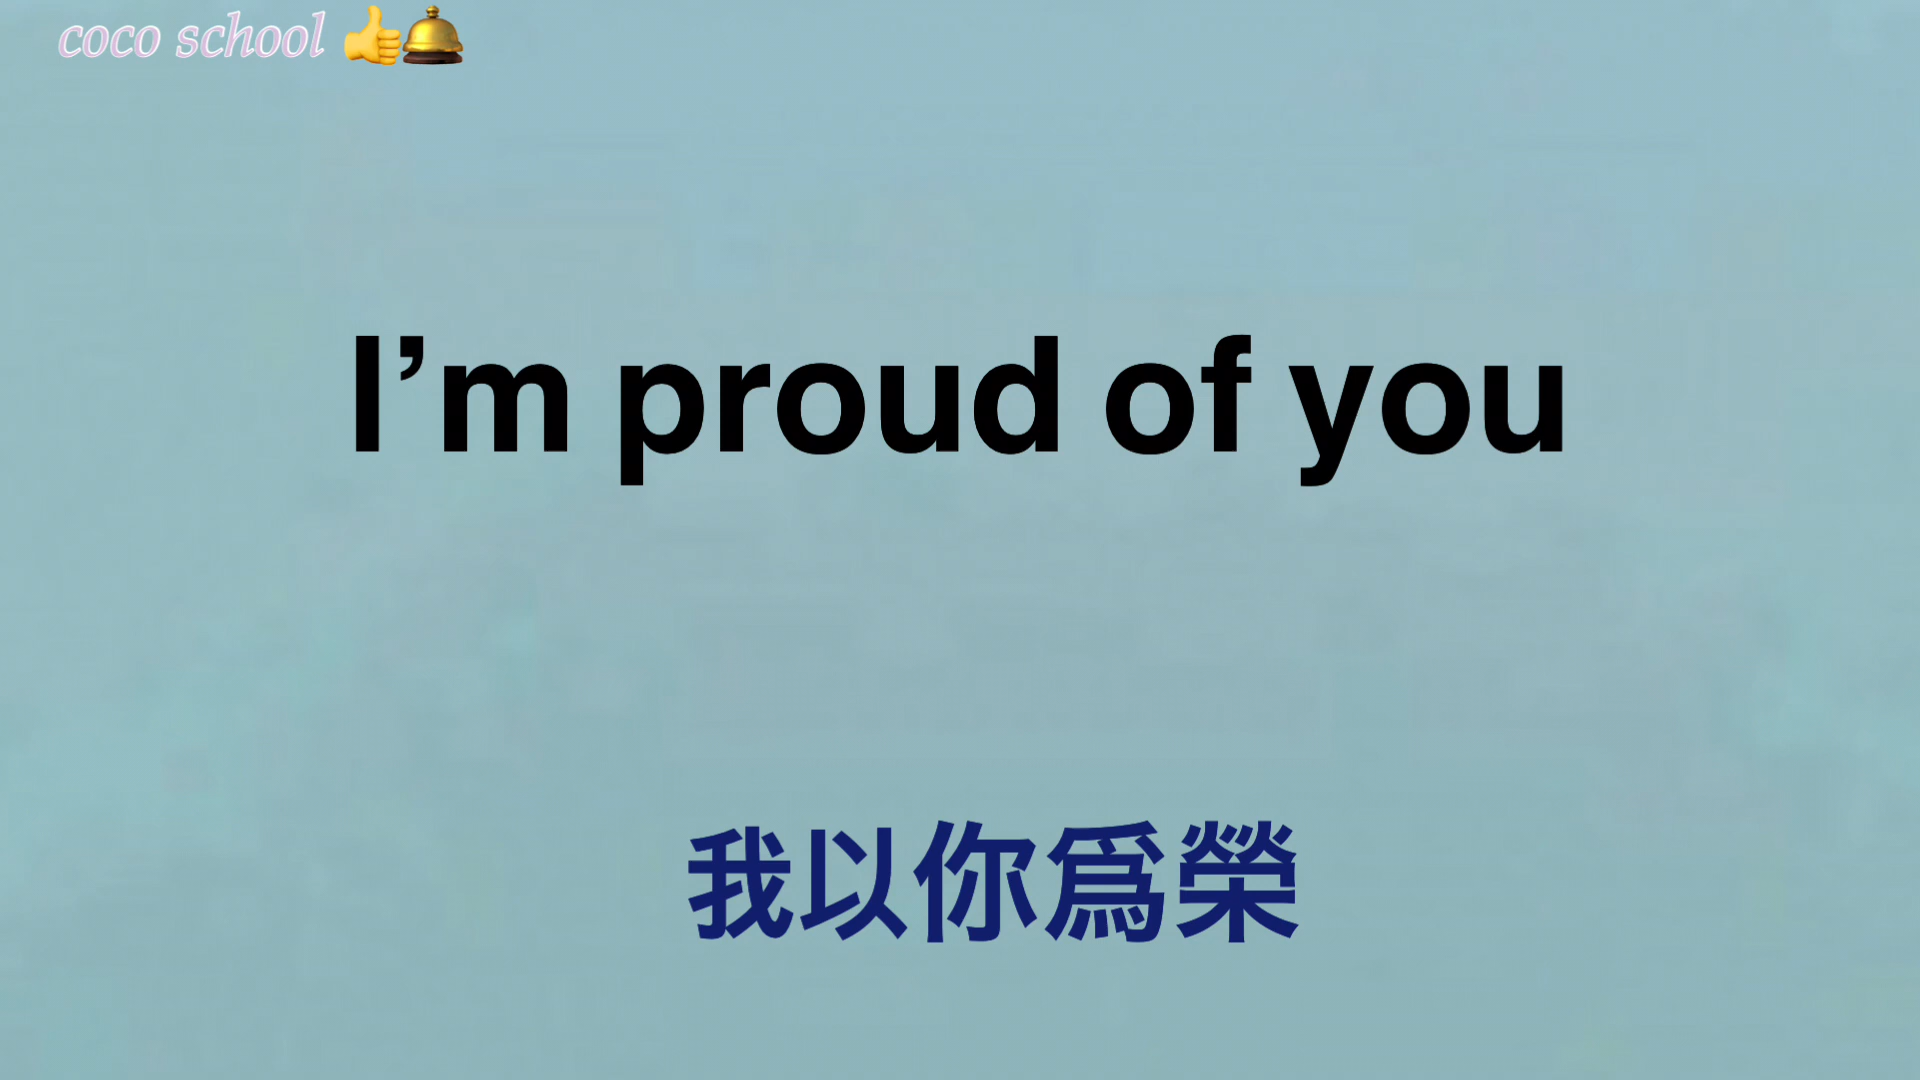 coco school 👍🛎️
I’m proud of you
我以你爲榮